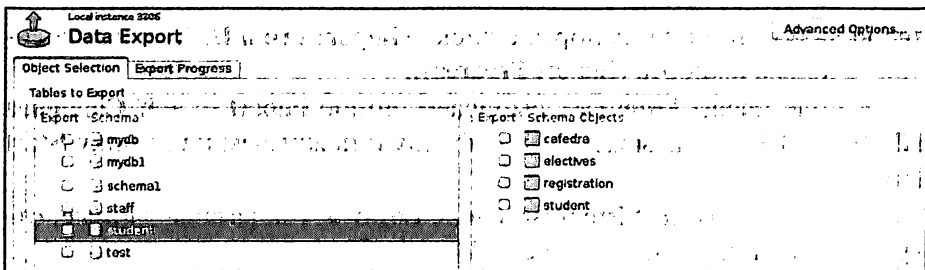 Local instance 3306
Data Export
Advanced Options...
Object Selection Export Progress
Tables to Export
Export Schema
Export Schema Objects
mydb
cafedra
mydb1
electives
schema1
registration
staff
student
student
test